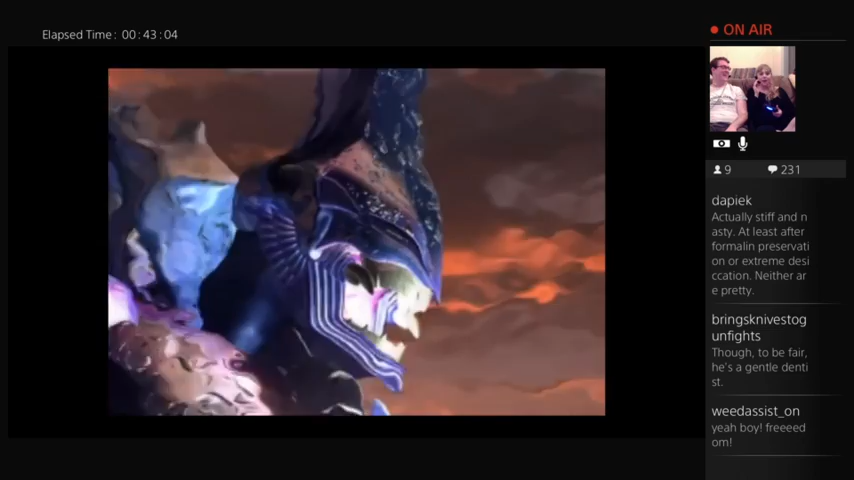 Elapsed Time: 00:43:04
ON AIR
9
231
dapiek
Actually stiff and n
asty. At least after
formalin preservati
on or extreme desi
ccation. Neither ar
e pretty.
bringsknivestog
unfights
Though, to be fair,
he's a gentle denti
st.
weedassist_on
yeah boy! freeeed
om!